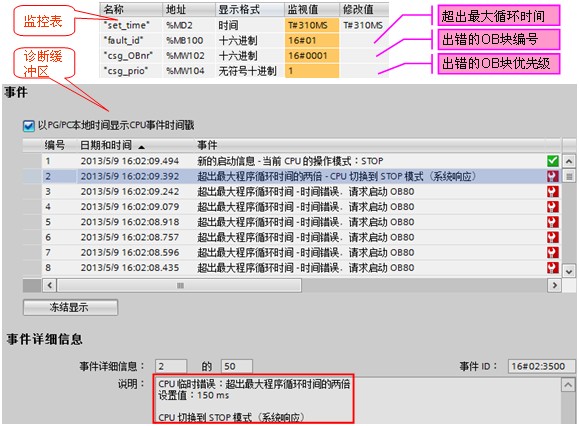 监控表
名称 地址 显示格式 监视值 修改值
"set_time" %MD2 时间 T#310MS T#310MS
"fault_id" %MB100 十六进制 16#01
"csg_OBnr" %MW102 十六进制 16#0001
"csg_prio" %MW104 无符号十进制 1
超出最大循环时间
出错的OB块编号
出错的OB块优先级
诊断缓冲区
事件
以PG/PC本地时间显示CPU事件时间戳
编号 日期和时间 事件
1 2013/5/9 16:02:09.494 新的启动信息 - 当前 CPU 的操作模式：STOP
2 2013/5/9 16:02:09.392 超出最大程序循环时间的两倍 - CPU 切换到 STOP 模式（系统响应）
3 2013/5/9 16:02:09.242 超出最大程序循环时间 - 时间错误．请求启动 OB80
4 2013/5/9 16:02:09.079 超出最大程序循环时间 - 时间错误．请求启动 OB80
5 2013/5/9 16:02:08.918 超出最大程序循环时间 - 时间错误．请求启动 OB80
6 2013/5/9 16:02:08.757 超出最大程序循环时间 - 时间错误．请求启动 OB80
7 2013/5/9 16:02:08.596 超出最大程序循环时间 - 时间错误．请求启动 OB80
8 2013/5/9 16:02:08.435 超出最大程序循环时间 - 时间错误．请求启动 OB80
冻结显示
事件详细信息
事件详细信息： 2 的 50 事件 ID： 16#02:3500
说明： CPU 临时错误：超出最大程序循环时间的两倍
设置值：150 ms
CPU 切换到 STOP 模式（系统响应）